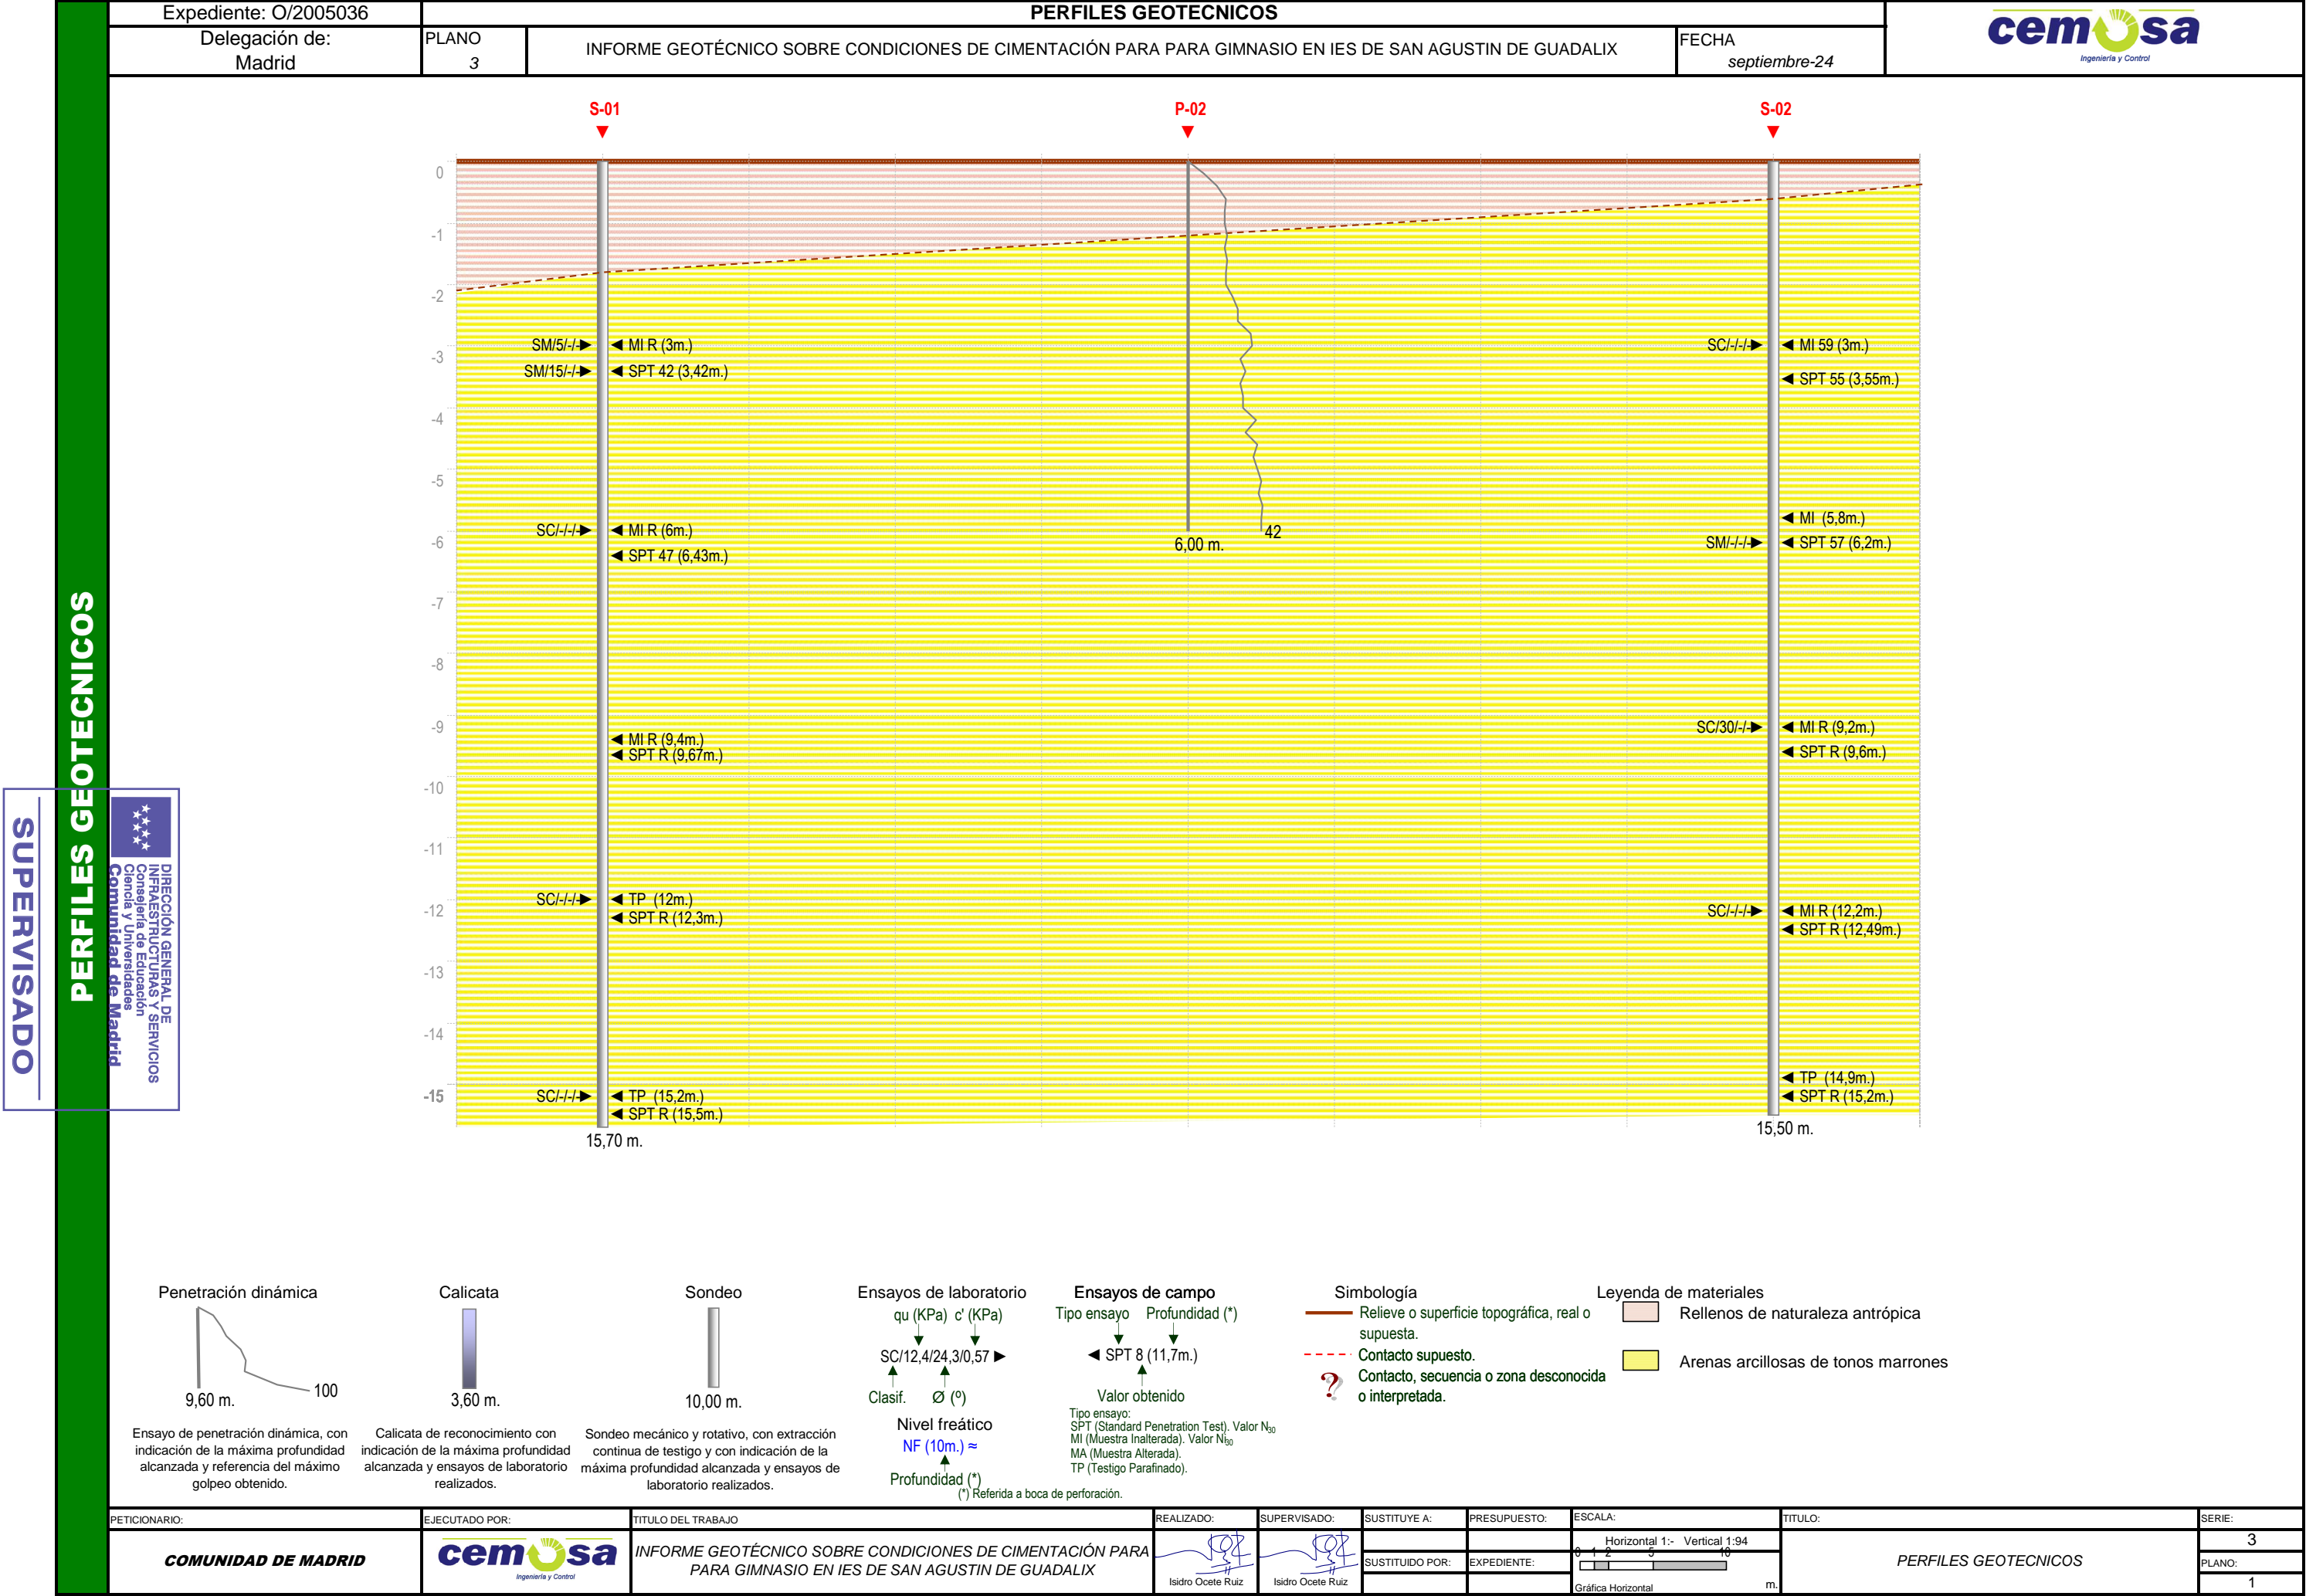 Expediente: O/2005036
PERFILES GEOTECNICOS
Delegación de:
Madrid
PLANO
3
INFORME GEOTÉCNICO SOBRE CONDICIONES DE CIMENTACIÓN PARA PARA GIMNASIO EN IES DE SAN AGUSTIN DE GUADALIX
FECHA
septiembre-24
cemosa
Ingeniería y Control
PERFILES GEOTECNICOS
SUPERVISADO
DIRECCIÓN GENERAL DE
INFRAESTRUCTURAS Y SERVICIOS
Consejería de Educación
Ciencia y Universidades
Comunidad de Madrid
S-01
P-02
S-02
0
-1
-2
-3
-4
-5
-6
-7
-8
-9
-10
-11
-12
-13
-14
-15
SM/5/-/-► ◄ MI R (3m.)
SM/15/-/-► ◄ SPT 42 (3,42m.)
SC/-/-/-► ◄ MI R (6m.)
◄ SPT 47 (6,43m.)
◄ MI R (9,4m.)
◄ SPT R (9,67m.)
SC/-/-/-► ◄ TP (12m.)
◄ SPT R (12,3m.)
SC/-/-/-► ◄ TP (15,2m.)
◄ SPT R (15,5m.)
15,70 m.
42
6,00 m.
SC/-/-/-► ◄ MI 59 (3m.)
◄ SPT 55 (3,55m.)
◄ MI (5,8m.)
SM/-/-/-► ◄ SPT 57 (6,2m.)
SC/30/-/-► ◄ MI R (9,2m.)
◄ SPT R (9,6m.)
SC/-/-/-► ◄ MI R (12,2m.)
◄ SPT R (12,49m.)
◄ TP (14,9m.)
◄ SPT R (15,2m.)
15,50 m.
Penetración dinámica
100
9,60 m.
Ensayo de penetración dinámica, con
indicación de la máxima profundidad
alcanzada y referencia del máximo
golpeo obtenido.
Calicata
3,60 m.
Calicata de reconocimiento con
indicación de la máxima profundidad
alcanzada y ensayos de laboratorio
realizados.
Sondeo
10,00 m.
Sondeo mecánico y rotativo, con extracción
continua de testigo y con indicación de la
máxima profundidad alcanzada y ensayos de
laboratorio realizados.
Ensayos de laboratorio
qu (KPa) c' (KPa)
SC/12,4/24,3/0,57 ►
Clasif. Ø (º)
Nivel freático
NF (10m.) ≈
Profundidad (*)
(*) Referida a boca de perforación.
Ensayos de campo
Tipo ensayo Profundidad (*)
◄ SPT 8 (11,7m.)
Valor obtenido
Tipo ensayo:
SPT (Standard Penetration Test). Valor N30
MI (Muestra Inalterada). Valor Ni30
MA (Muestra Alterada).
TP (Testigo Parafinado).
Simbología
Relieve o superficie topográfica, real o
supuesta.
Contacto supuesto.
? Contacto, secuencia o zona desconocida
o interpretada.
Leyenda de materiales
Rellenos de naturaleza antrópica
Arenas arcillosas de tonos marrones
PETICIONARIO:
COMUNIDAD DE MADRID
EJECUTADO POR:
cemosa
Ingeniería y Control
TITULO DEL TRABAJO
INFORME GEOTÉCNICO SOBRE CONDICIONES DE CIMENTACIÓN PARA
PARA GIMNASIO EN IES DE SAN AGUSTIN DE GUADALIX
REALIZADO:
Isidro Ocete Ruiz
SUPERVISADO:
Isidro Ocete Ruiz
SUSTITUYE A:
SUSTITUIDO POR:
PRESUPUESTO:
EXPEDIENTE:
ESCALA:
Horizontal 1:- Vertical 1:94
0 1 2 5 10
Gráfica Horizontal m.
TITULO:
PERFILES GEOTECNICOS
SERIE:
3
PLANO:
1